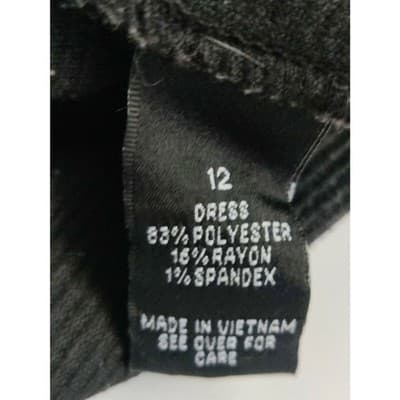 12
DRESS
83%POLYESTER
16%RAYON
1%SPANDEX
MADE IN VIETNAM
SEE OVER FOR
CARE